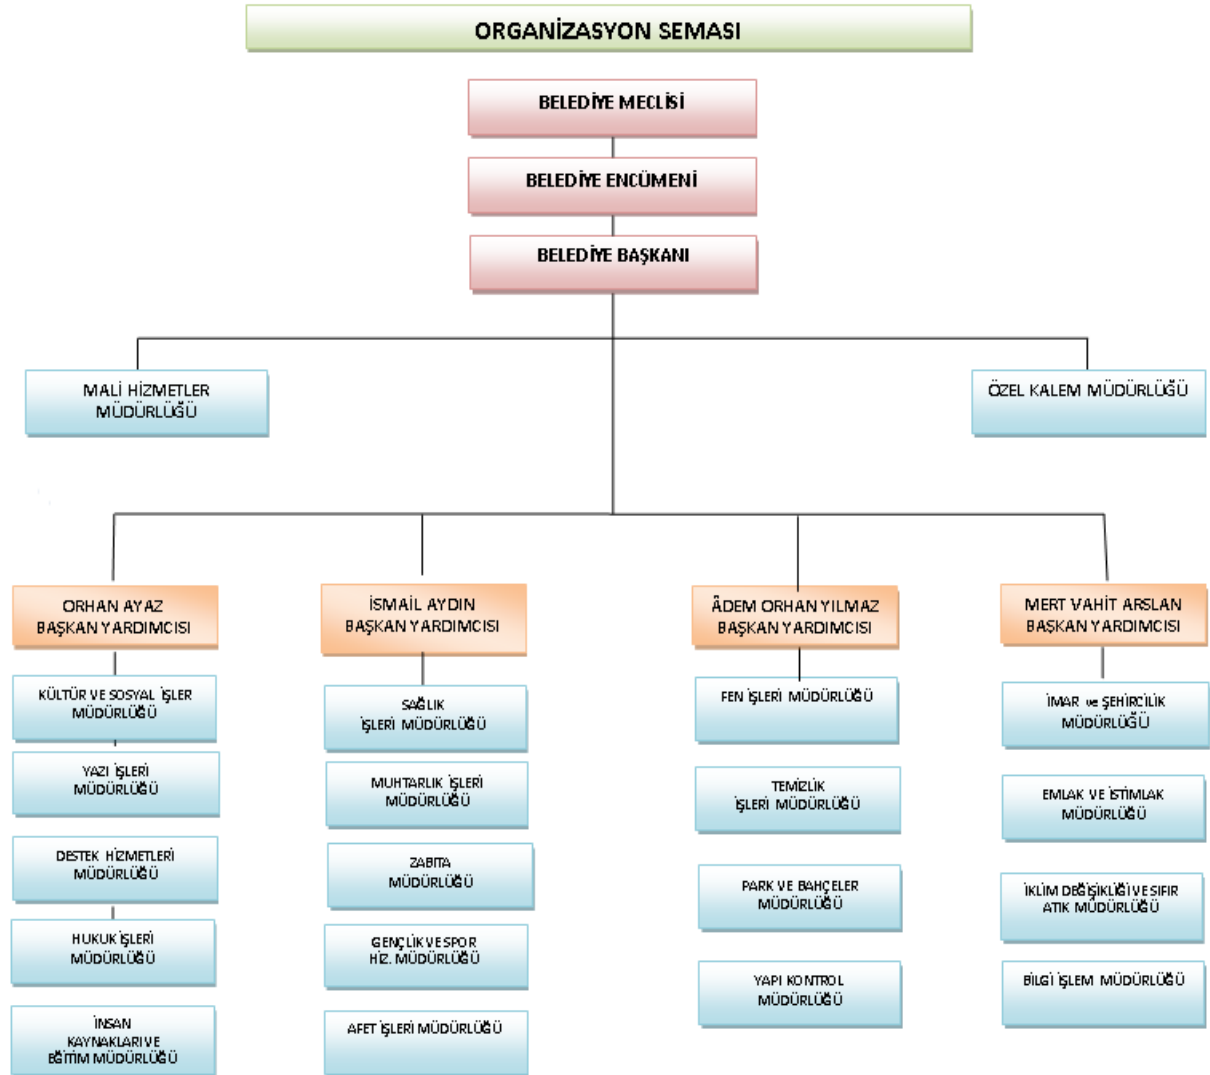 ORGANİZASYON SEMASI
BELEDİYE MECLİSİ
BELEDİYE ENCÜMENİ
BELEDİYE BAŞKANI
MALİ HİZMETLER
MÜDÜRLÜĞÜ
ÖZEL KALEM MÜDÜRLÜĞÜ
ORHAN AYAZ
BAŞKAN YARDIMCISI
KÜLTÜR VE SOSYAL İŞLER
MÜDÜRLÜĞÜ
YAZI İŞLERİ
MÜDÜRLÜĞÜ
DESTEK HİZMETLERİ
MÜDÜRLÜĞÜ
HUKUK İŞLERİ
MÜDÜRLÜĞÜ
İNSAN
KAYNAKLARI VE
EĞİTİM MÜDÜRLÜĞÜ
İSMAİL AYDIN
BAŞKAN YARDIMCISI
SAĞLIK
İŞLERİ MÜDÜRLÜĞÜ
MUHTARLIK İŞLERİ
MÜDÜRLÜĞÜ
ZABITA
MÜDÜRLÜĞÜ
GENÇLİK VE SPOR
HİZ. MÜDÜRLÜĞÜ
AFET İŞLERİ MÜDÜRLÜĞÜ
ÂDEM ORHAN YILMAZ
BAŞKAN YARDIMCISI
FEN İŞLERİ MÜDÜRLÜĞÜ
TEMİZLİK
İŞLERİ MÜDÜRLÜĞÜ
PARK VE BAHÇELER
MÜDÜRLÜĞÜ
YAPI KONTROL
MÜDÜRLÜĞÜ
MERT VAHİT ARSLAN
BAŞKAN YARDIMCISI
İMAR ve ŞEHİRCİLİK
MÜDÜRLÜĞÜ
EMLAK VE İSTİMLAK
MÜDÜRLÜĞÜ
İKLİM DEĞİŞİKLİĞİ VE SIFIR
ATIK MÜDÜRLÜĞÜ
BİLGİ İŞLEM MÜDÜRLÜĞÜ